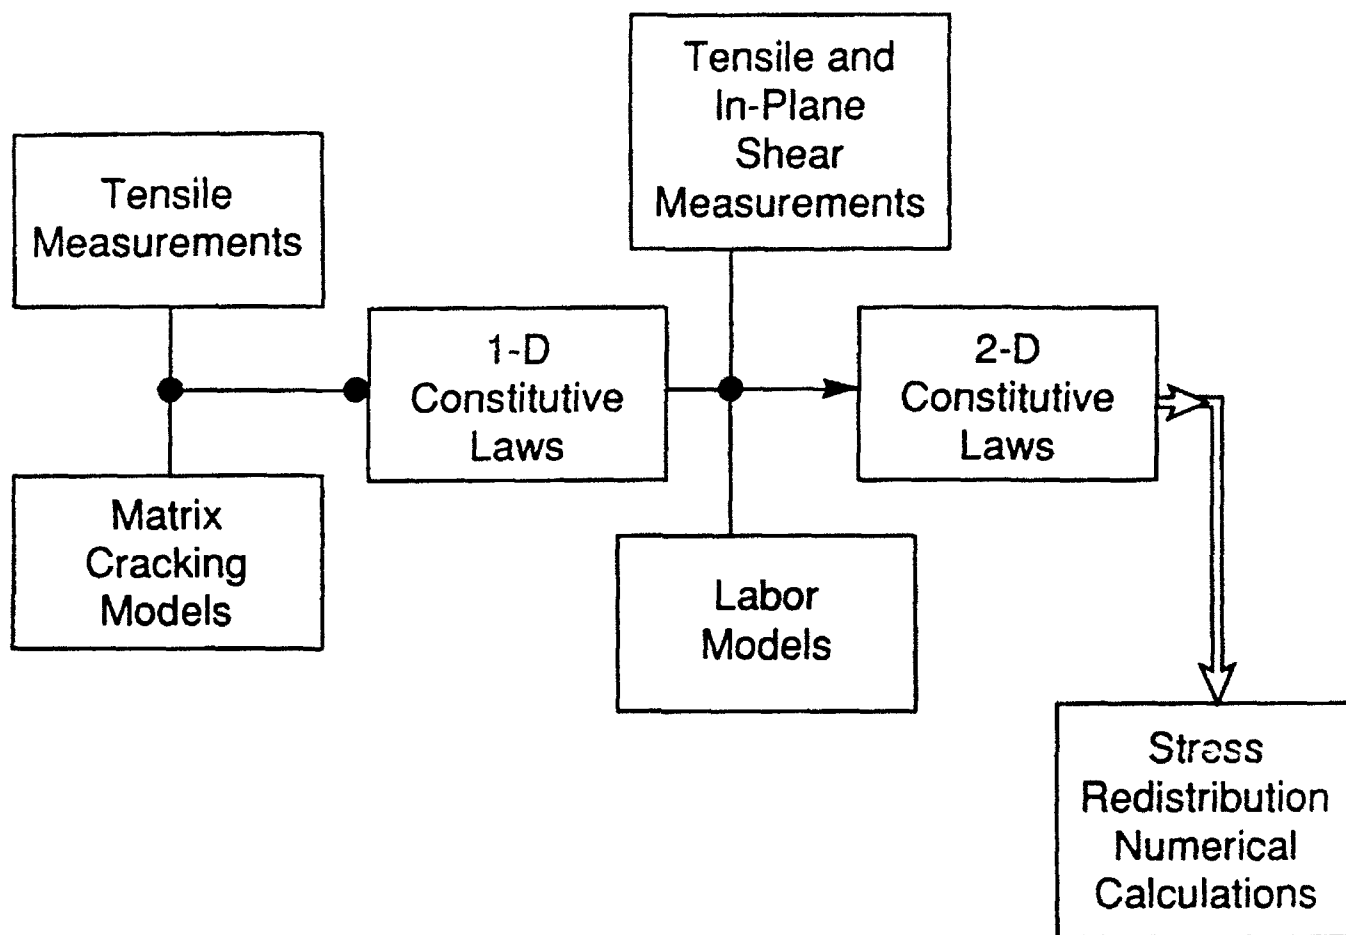 Tensile and
In-Plane
Shear
Measurements
Tensile
Measurements
1-D
Constitutive
Laws
2-D
Constitutive
Laws
Matrix
Cracking
Models
Labor
Models
Stress
Redistribution
Numerical
Calculations